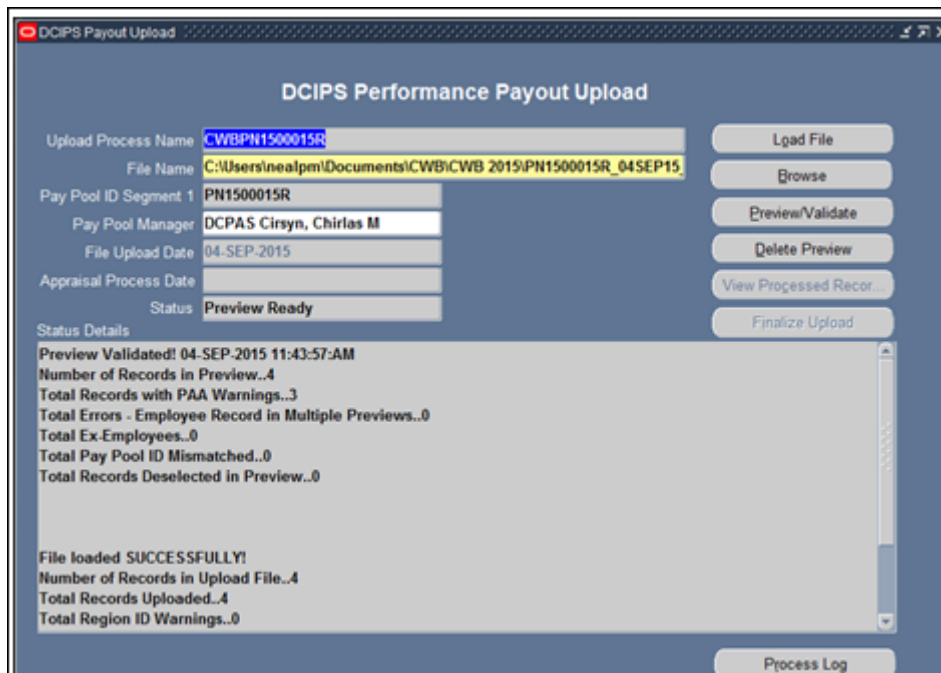 DCIPS Payout Upload
DCIPS Performance Payout Upload
Upload Process Name CWBPN1500015R
Load File
File Name C:\Users\nealpm\Documents\CWB\CWB 2015\PN1500015R_04SEP15_
Browse
Pay Pool ID Segment 1 PN1500015R
Pay Pool Manager DCPAS Cirsyn, Chirlas M
Preview/Validate
File Upload Date 04-SEP-2015
Delete Preview
Appraisal Process Date
View Processed Recor...
Status Preview Ready
Finalize Upload
Status Details
Preview Validated! 04-SEP-2015 11:43:57:AM
Number of Records in Preview..4
Total Records with PAA Warnings..3
Total Errors - Employee Record in Multiple Previews..0
Total Ex-Employees..0
Total Pay Pool ID Mismatched..0
Total Records Deselected in Preview..0
File loaded SUCCESSFULLY!
Number of Records in Upload File..4
Total Records Uploaded..4
Total Region ID Warnings..0
Process Log